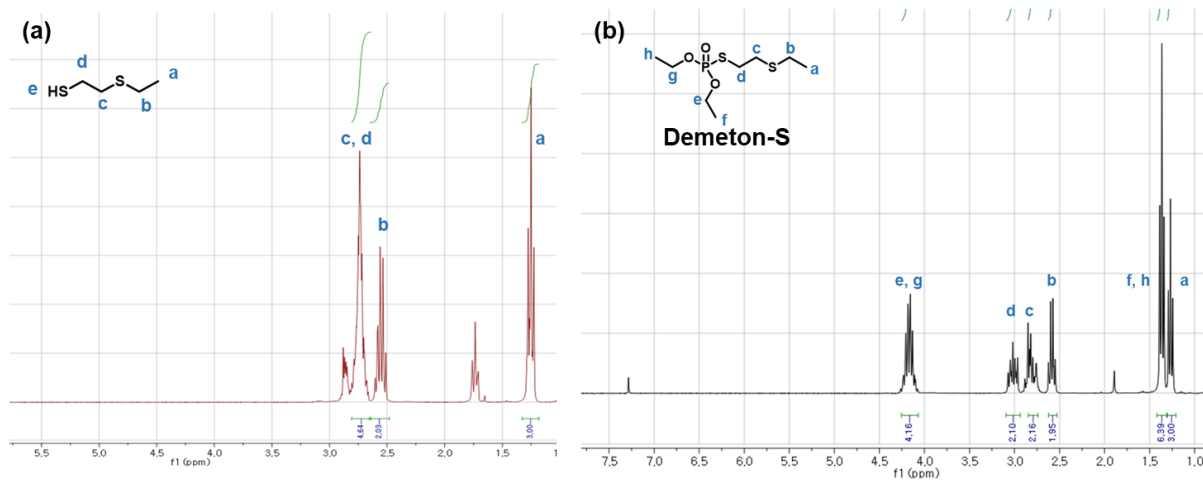 (a)
d
a
S
e
HS
c
b
c, d
a
b
4.64
2.03
3.00
5.5 5.0 4.5 4.0 3.5 3.0 2.5 2.0 1.5 1
f1 (ppm)
(b)
h
O
c
b
O
P
S
S
g
d
a
O
e
f
Demeton-S
e, g
b
f, h
a
d
c
4.16
2.10
2.16
1.95
6.39
3.00
7.5 7.0 6.5 6.0 5.5 5.0 4.5 4.0 3.5 3.0 2.5 2.0 1.5 1.0
f1 (ppm)